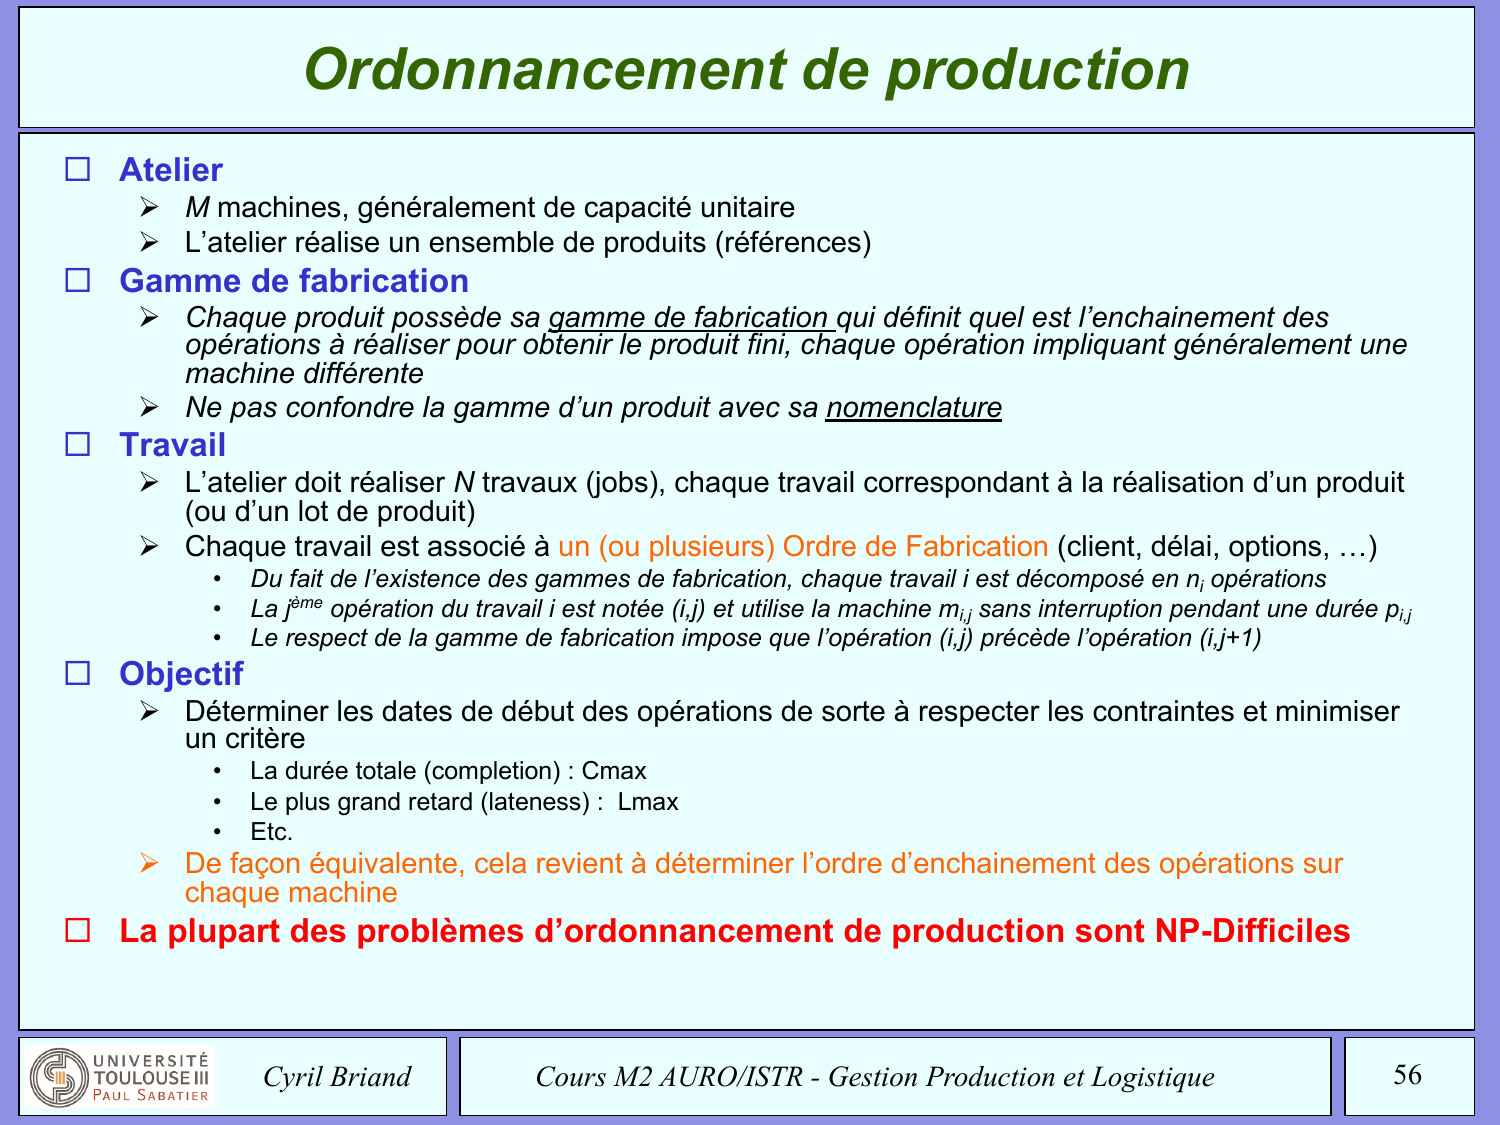 Ordonnancement de production
Atelier
M machines, généralement de capacité unitaire
L’atelier réalise un ensemble de produits (références)
Gamme de fabrication
Chaque produit possède sa gamme de fabrication qui définit quel est l’enchainement des
opérations à réaliser pour obtenir le produit fini, chaque opération impliquant généralement une
machine différente
Ne pas confondre la gamme d’un produit avec sa nomenclature
Travail
L’atelier doit réaliser N travaux (jobs), chaque travail correspondant à la réalisation d’un produit
(ou d’un lot de produit)
Chaque travail est associé à un (ou plusieurs) Ordre de Fabrication (client, délai, options, …)
• Du fait de l’existence des gammes de fabrication, chaque travail i est décomposé en ni opérations
• La jème opération du travail i est notée (i,j) et utilise la machine mi,j sans interruption pendant une durée pi,j
• Le respect de la gamme de fabrication impose que l’opération (i,j) précède l’opération (i,j+1)
Objectif
Déterminer les dates de début des opérations de sorte à respecter les contraintes et minimiser
un critère
• La durée totale (completion) : Cmax
• Le plus grand retard (lateness) : Lmax
• Etc.
De façon équivalente, cela revient à déterminer l’ordre d’enchainement des opérations sur
chaque machine
La plupart des problèmes d’ordonnancement de production sont NP-Difficiles
UNIVERSITÉ
TOULOUSE III
PAUL SABATIER
Cyril Briand
Cours M2 AURO/ISTR - Gestion Production et Logistique
56